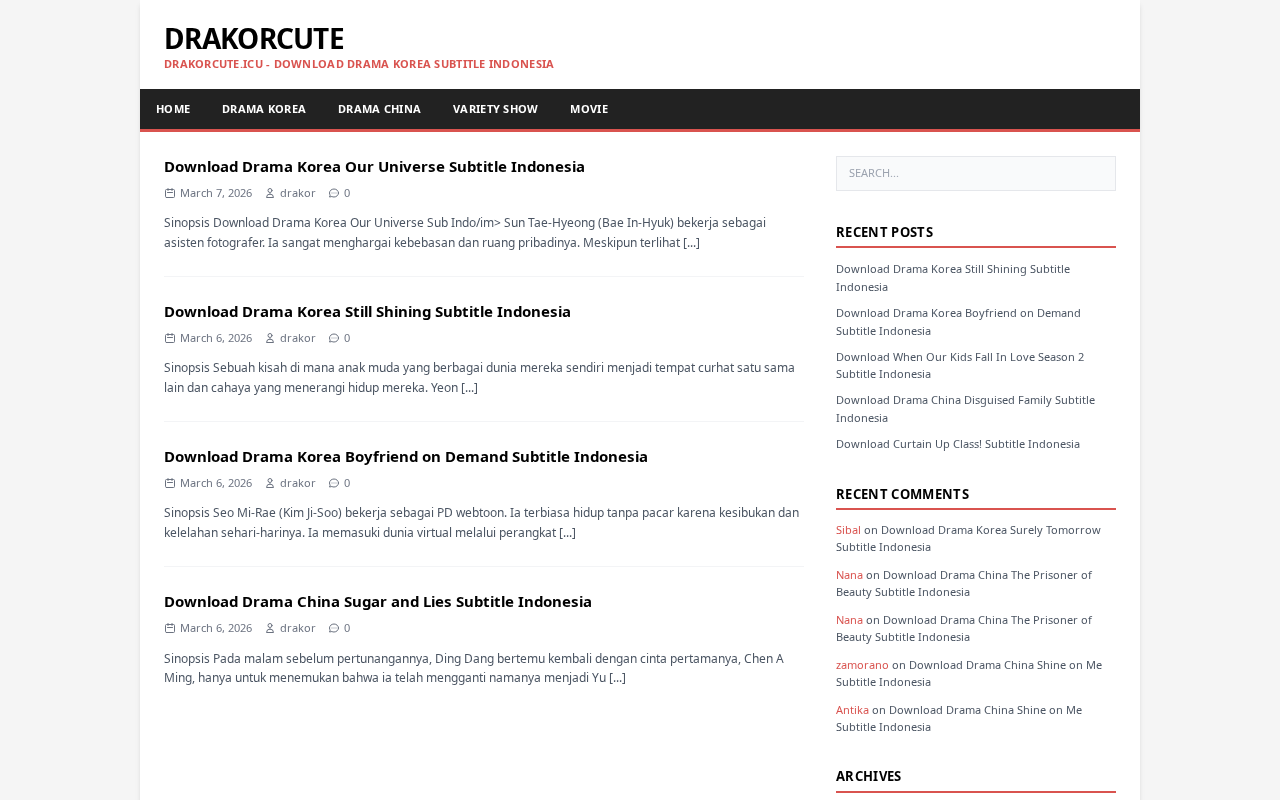 DRAKORCUTE
DRAKORCUTE.ICU - DOWNLOAD DRAMA KOREA SUBTITLE INDONESIA
HOME DRAMA KOREA DRAMA CHINA VARIETY SHOW MOVIE
Download Drama Korea Our Universe Subtitle Indonesia
March 7, 2026 drakor 0
Sinopsis Download Drama Korea Our Universe Sub Indo/im> Sun Tae-Hyeong (Bae In-Hyuk) bekerja sebagai
asisten fotografer. Ia sangat menghargai kebebasan dan ruang pribadinya. Meskipun terlihat [...]
Download Drama Korea Still Shining Subtitle Indonesia
March 6, 2026 drakor 0
Sinopsis Sebuah kisah di mana anak muda yang berbagai dunia mereka sendiri menjadi tempat curhat satu sama
lain dan cahaya yang menerangi hidup mereka. Yeon [...]
Download Drama Korea Boyfriend on Demand Subtitle Indonesia
March 6, 2026 drakor 0
Sinopsis Seo Mi-Rae (Kim Ji-Soo) bekerja sebagai PD webtoon. Ia terbiasa hidup tanpa pacar karena kesibukan dan
kelelahan sehari-harinya. Ia memasuki dunia virtual melalui perangkat [...]
Download Drama China Sugar and Lies Subtitle Indonesia
March 6, 2026 drakor 0
Sinopsis Pada malam sebelum pertunangannya, Ding Dang bertemu kembali dengan cinta pertamanya, Chen A
Ming, hanya untuk menemukan bahwa ia telah mengganti namanya menjadi Yu [...]
SEARCH...
RECENT POSTS
Download Drama Korea Still Shining Subtitle
Indonesia
Download Drama Korea Boyfriend on Demand
Subtitle Indonesia
Download When Our Kids Fall In Love Season 2
Subtitle Indonesia
Download Drama China Disguised Family Subtitle
Indonesia
Download Curtain Up Class! Subtitle Indonesia
RECENT COMMENTS
Sibal on Download Drama Korea Surely Tomorrow
Subtitle Indonesia
Nana on Download Drama China The Prisoner of
Beauty Subtitle Indonesia
Nana on Download Drama China The Prisoner of
Beauty Subtitle Indonesia
zamorano on Download Drama China Shine on Me
Subtitle Indonesia
Antika on Download Drama China Shine on Me
Subtitle Indonesia
ARCHIVES